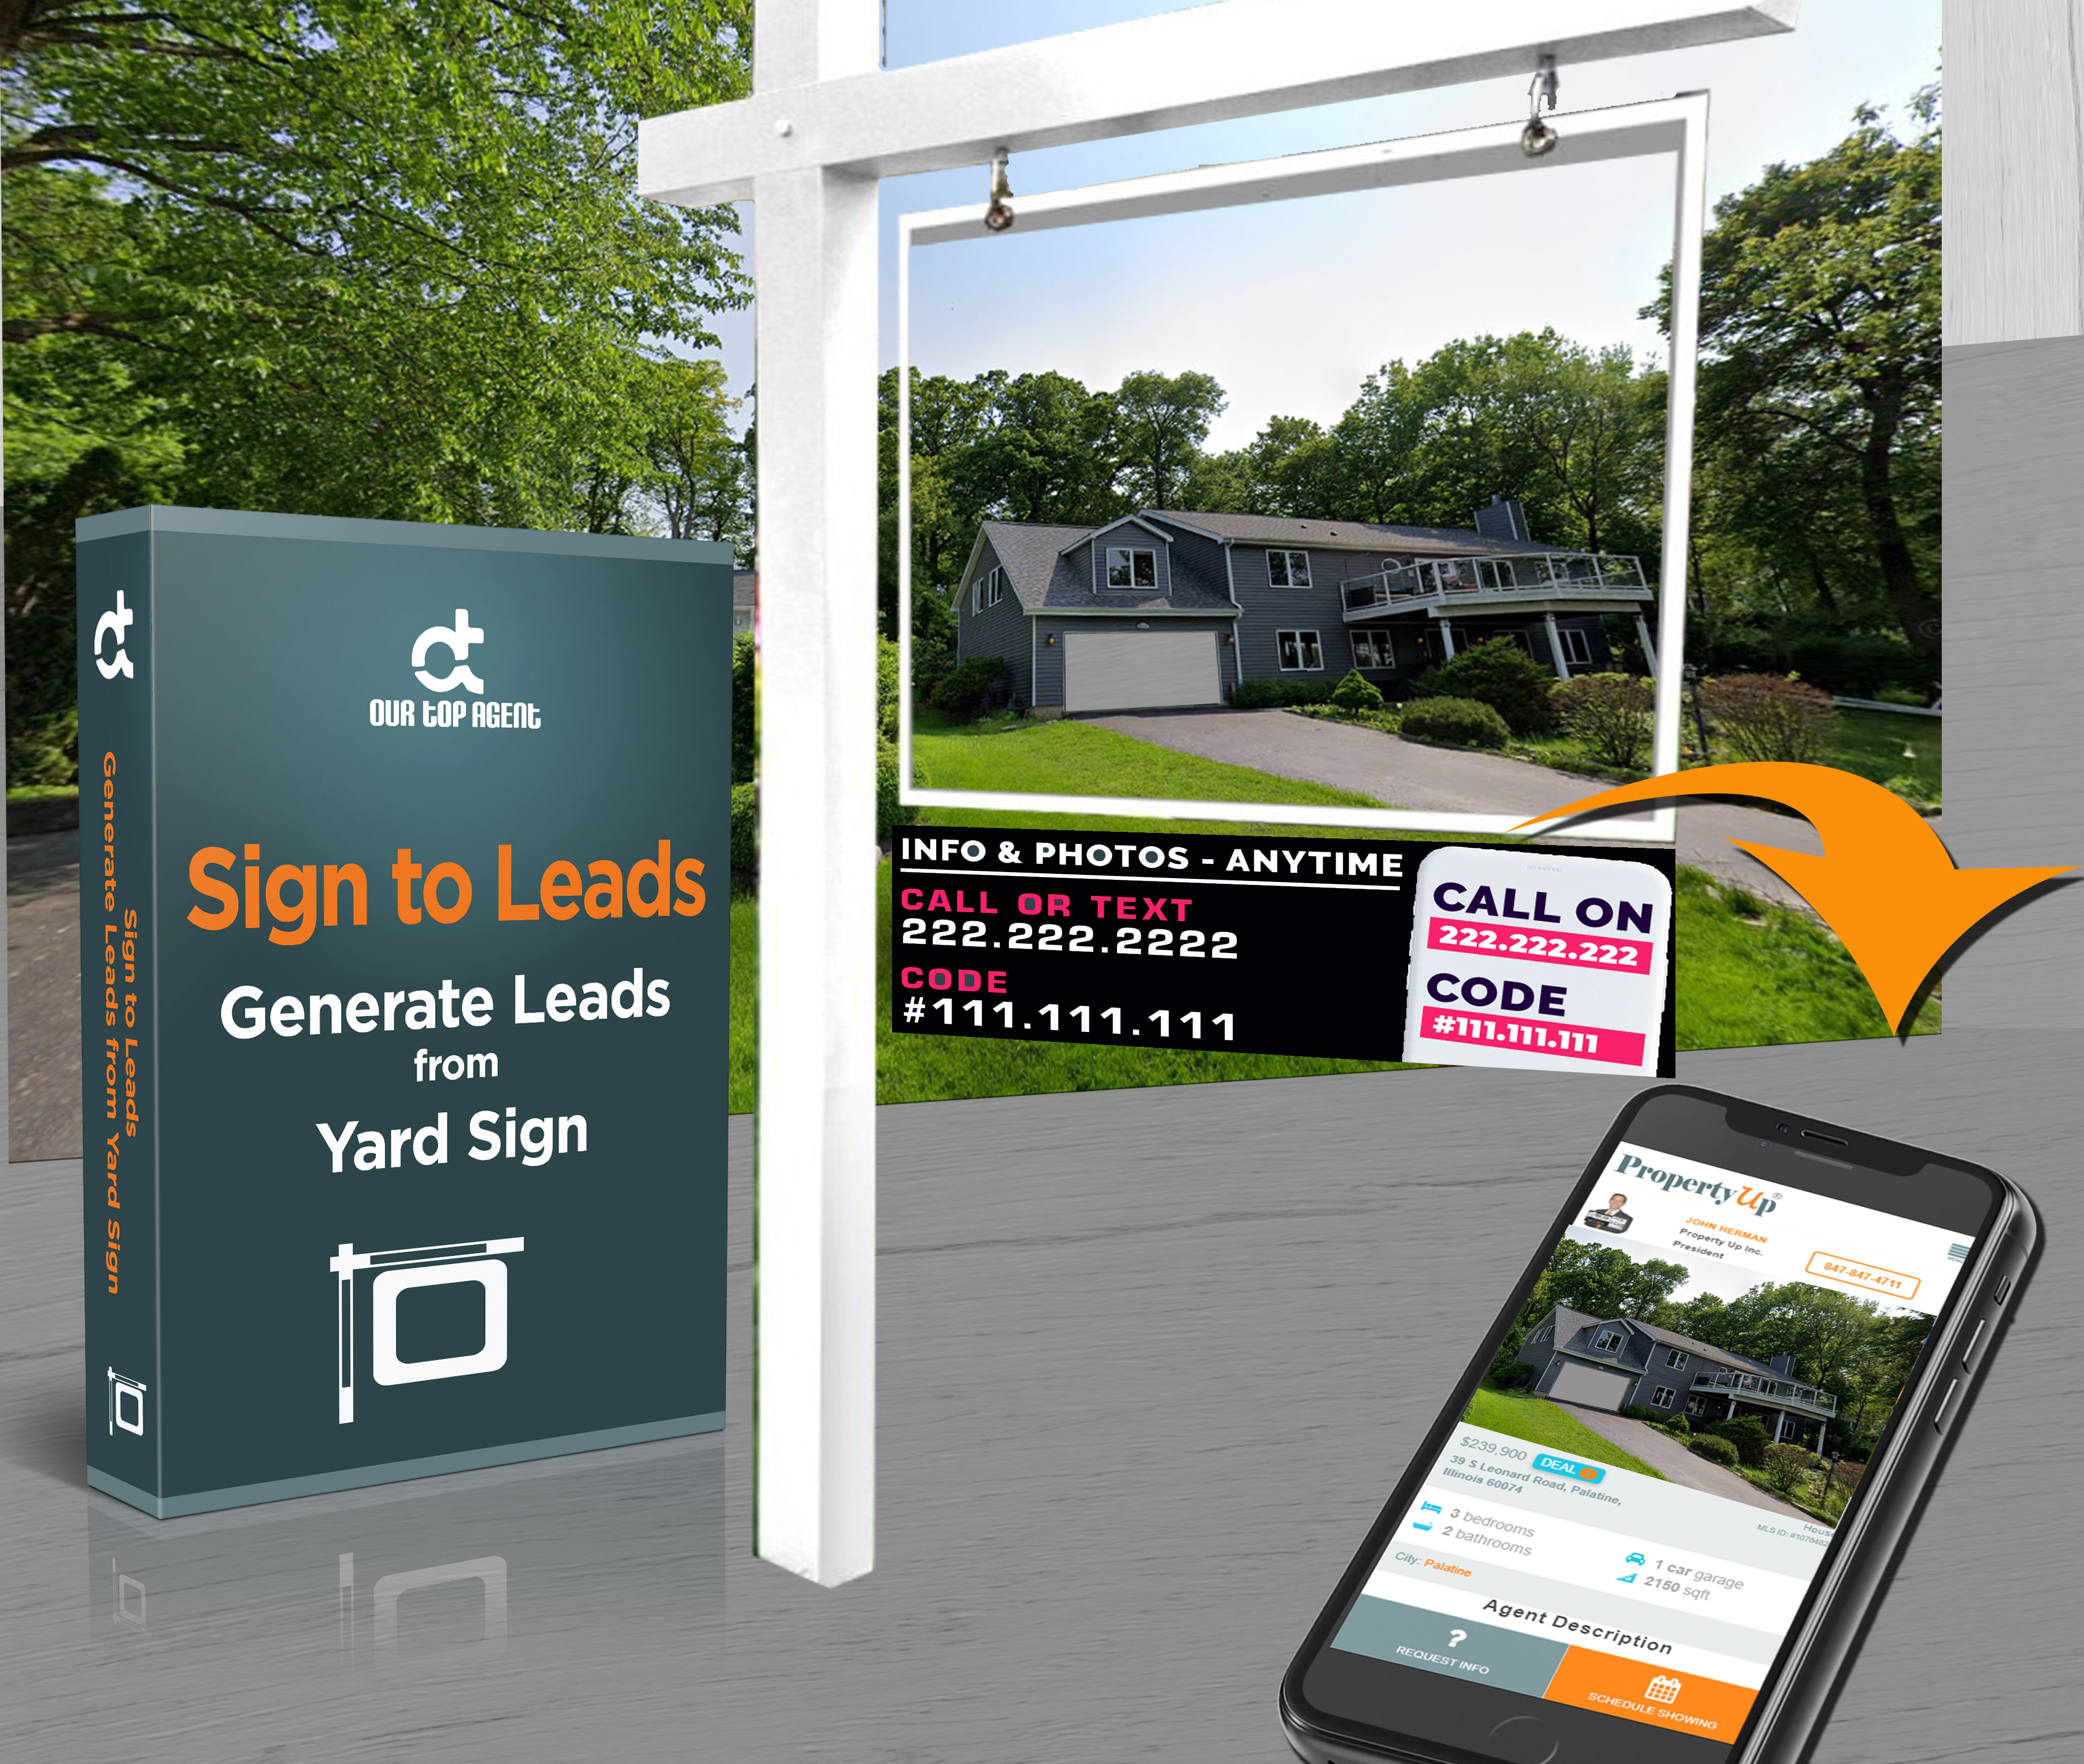 OUR TOP AGENT
Sign to Leads
Generate Leads
from
Yard Sign
Sign to Leads
Generate Leads from Yard Sign
INFO & PHOTOS - ANYTIME
CALL OR TEXT
222.222.2222
CODE
#111.111.111
CALL ON
222.222.222
CODE
#111.111.111
PropertyUp®
JOHN HERMAN
Property Up Inc.
President
847-847-4711
$239,900 DEAL
39 S Leonard Road, Palatine,
Illinois 60074
House
MLS ID:
3 bedrooms
2 bathrooms
1 car garage
2150 sqft
City: Palatine
Agent Description
REQUEST INFO
SCHEDULE SHOWING